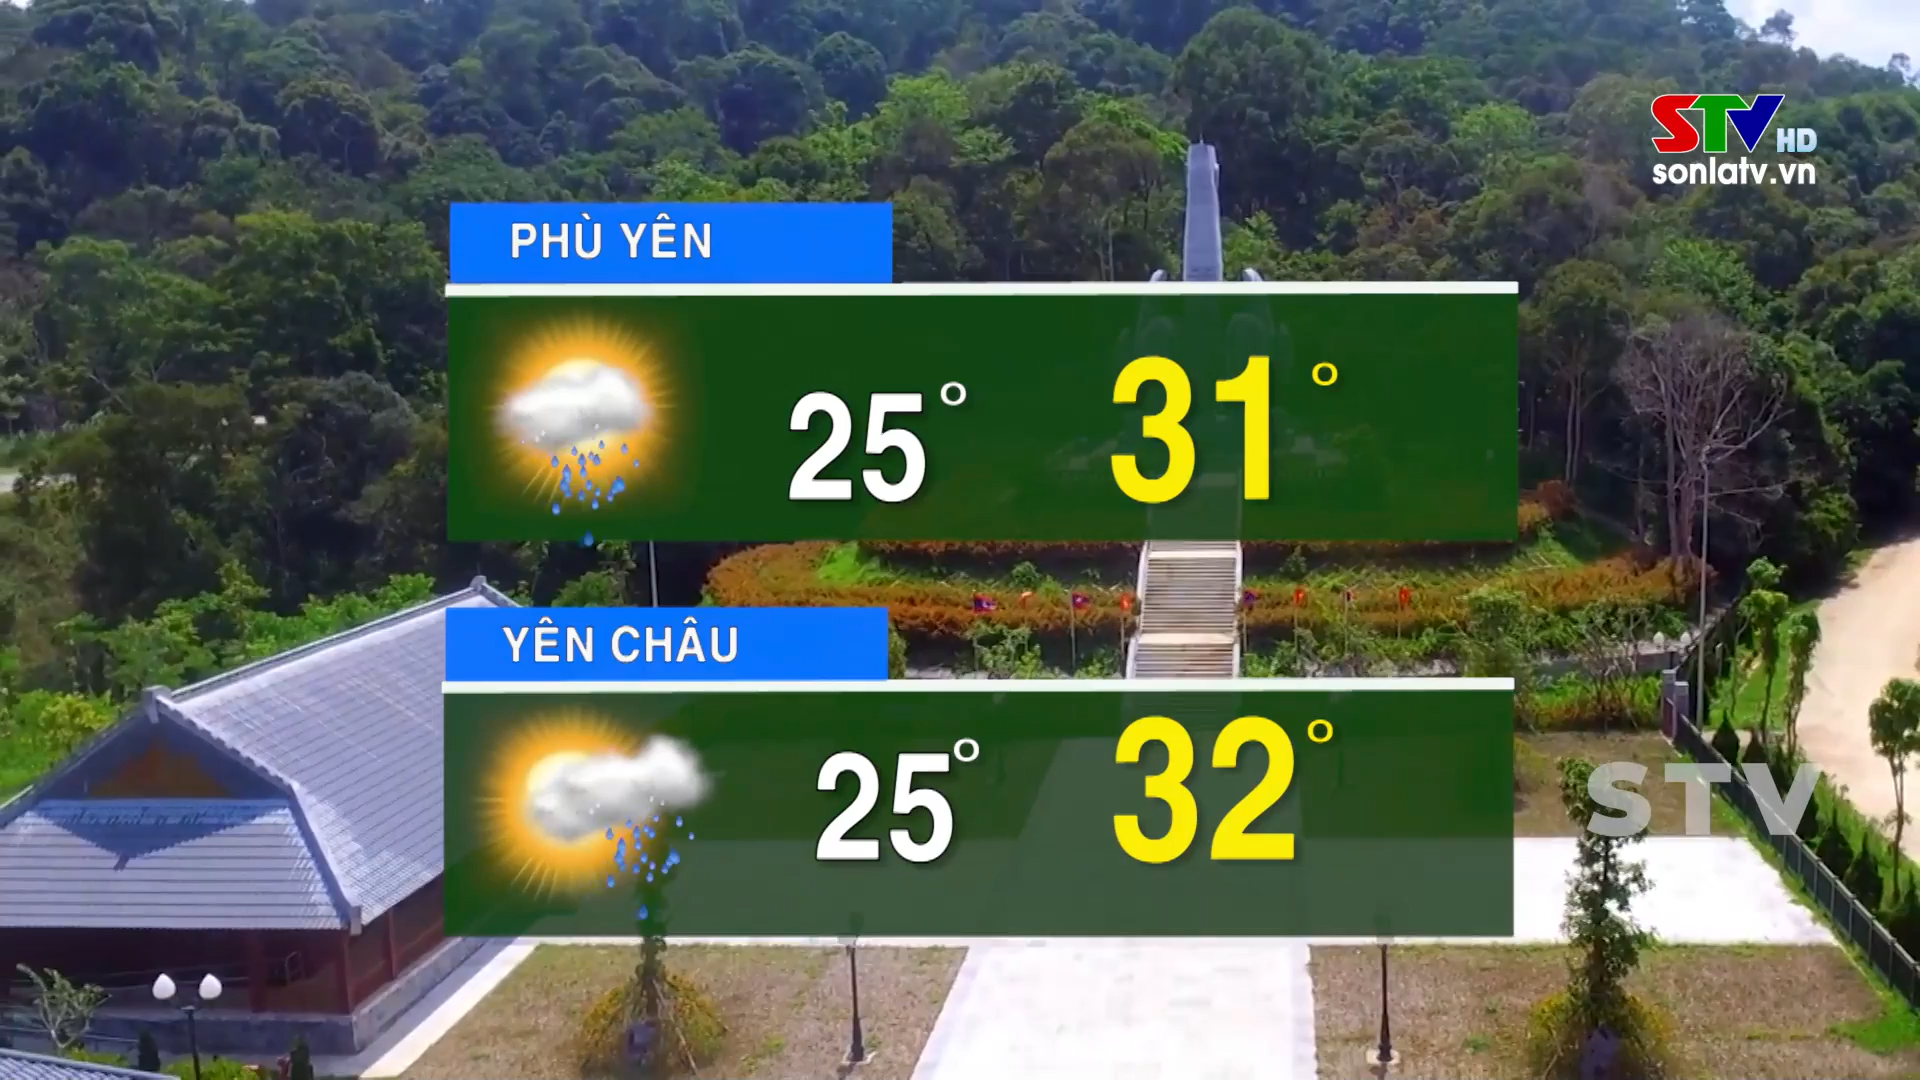 STV HD
sonlatv.vn
PHÙ YÊN
25° 31°
YÊN CHÂU
25° 32°
STV